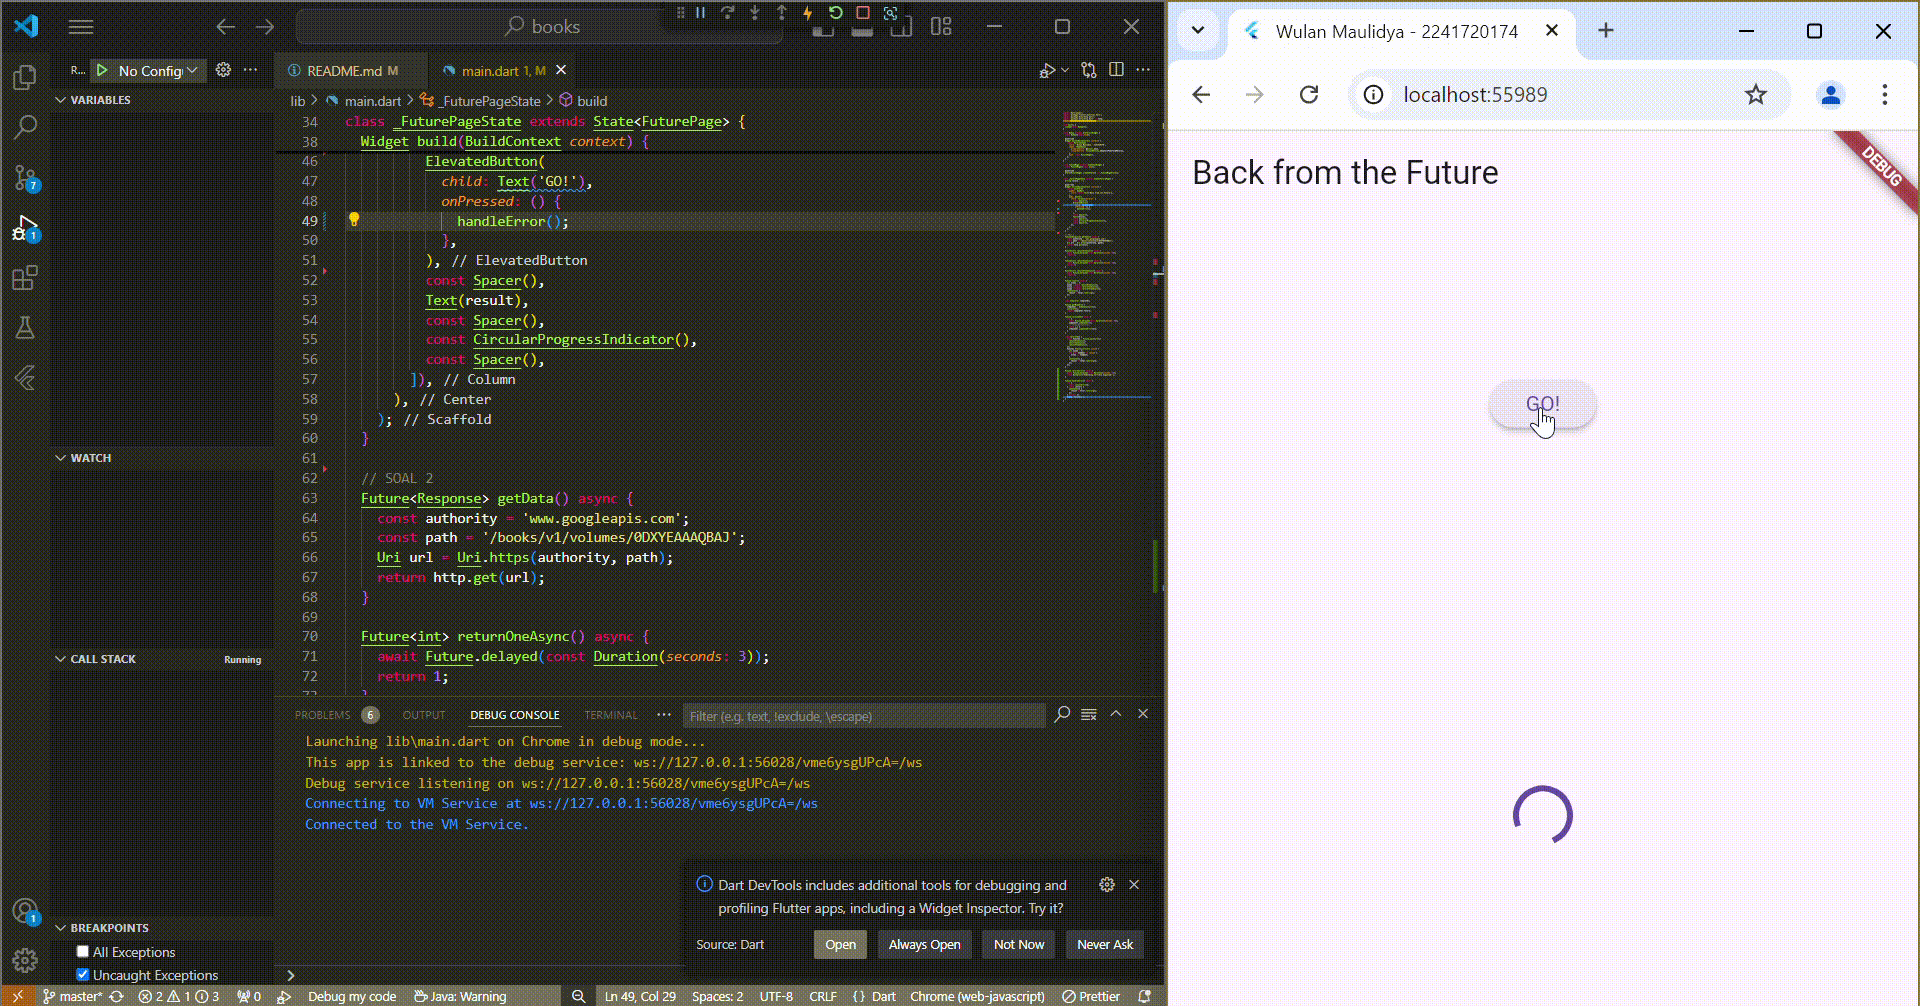 books
R...
No Config
README.md M
main.dart 1, M
lib > main.dart > _FuturePageState > build
VARIABLES
34 class _FuturePageState extends State<FuturePage> {
38 Widget build(BuildContext context) {
46 ElevatedButton(
47 child: Text('GO!'),
48 onPressed: () {
49 handleError();
50 },
51 ), // ElevatedButton
52 const Spacer(),
53 Text(result),
54 const Spacer(),
55 const CircularProgressIndicator(),
56 const Spacer(),
57 ]), // Column
58 ), // Center
59 ); // Scaffold
60 }
61
62 // SOAL 2
63 Future<Response> getData() async {
64 const authority = 'www.googleapis.com';
65 const path = '/books/v1/volumes/0DXYEAAAQBAJ';
66 Uri url = Uri.https(authority, path);
67 return http.get(url);
68 }
69
70 Future<int> returnOneAsync() async {
71 await Future.delayed(const Duration(seconds: 3));
72 return 1;
7
1
WATCH
CALL STACK
Running
BREAKPOINTS
All Exceptions
Uncaught Exceptions
1
PROBLEMS 6
OUTPUT
DEBUG CONSOLE
TERMINAL
Filter (e.g. text, !exclude, \escape)
Launching lib\main.dart on Chrome in debug mode...
This app is linked to the debug service: ws://127.0.0.1:56028/vme6ysgUPcA=/ws
Debug service listening on ws://127.0.0.1:56028/vme6ysgUPcA=/ws
Connecting to VM Service at ws://127.0.0.1:56028/vme6ysgUPcA=/ws
Connected to the VM Service.
Dart DevTools includes additional tools for debugging and
profiling Flutter apps, including a Widget Inspector. Try it?
Source: Dart
Open
Always Open
Not Now
Never Ask
master* 2 1 3 0 Debug my code Java: Warning Ln 49, Col 29 Spaces: 2 UTF-8 CRLF {} Dart Chrome (web-javascript) Prettier
Wulan Maulidya - 2241720174
localhost:55989
Back from the Future
DEBUG
GO!